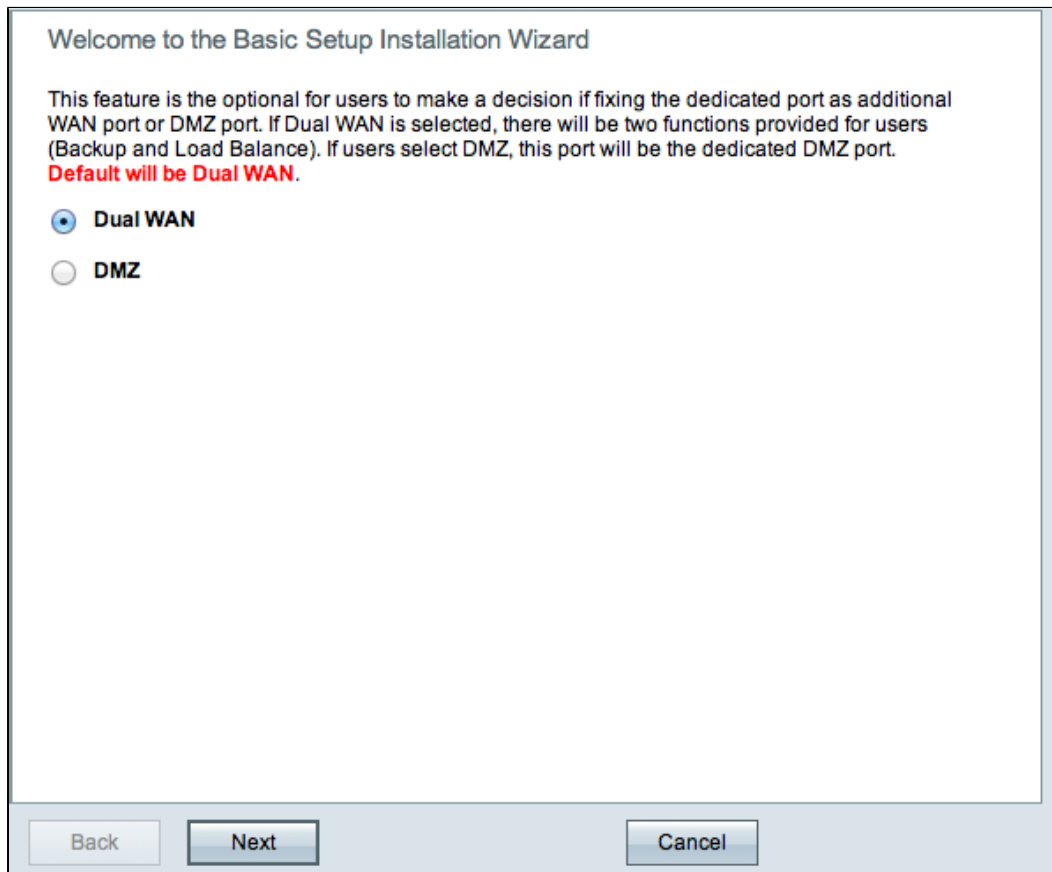 Welcome to the Basic Setup Installation Wizard
This feature is the optional for users to make a decision if fixing the dedicated port as additional
WAN port or DMZ port. If Dual WAN is selected, there will be two functions provided for users
(Backup and Load Balance). If users select DMZ, this port will be the dedicated DMZ port.
Default will be Dual WAN.
Dual WAN
DMZ
Back Next Cancel